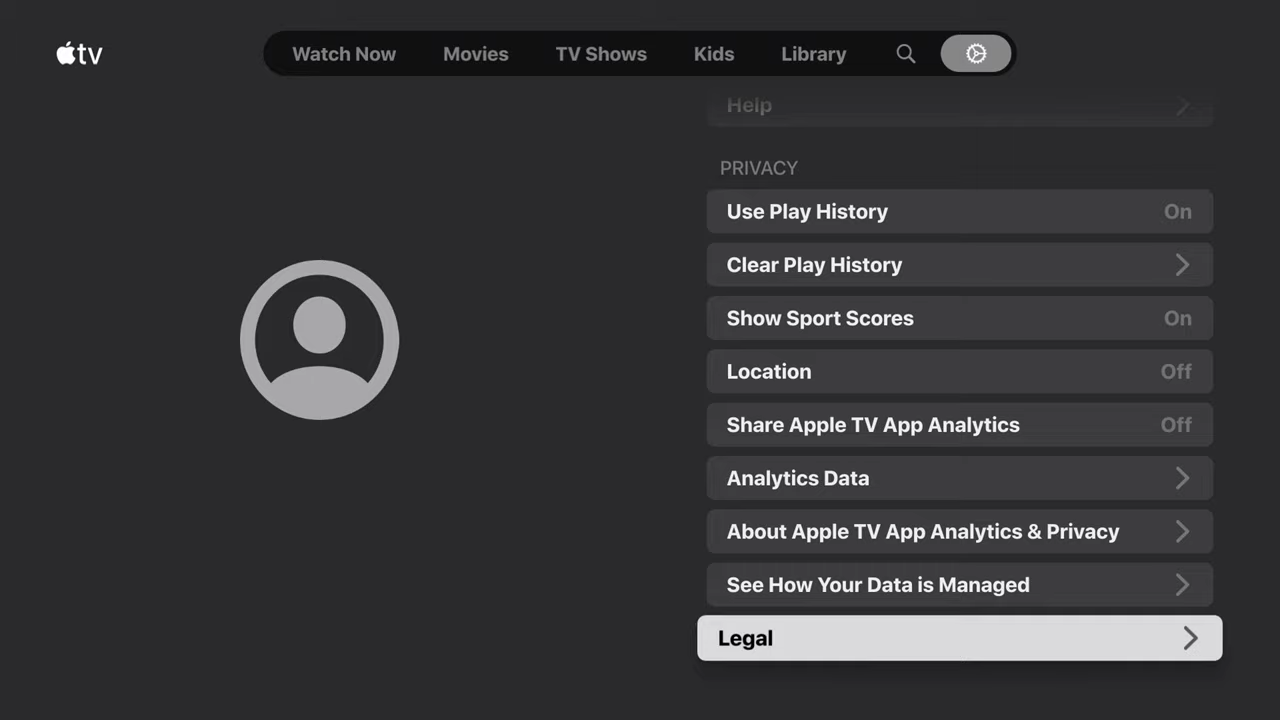 tv
Watch Now
Movies
TV Shows
Kids
Library
Help
PRIVACY
Use Play History On
Clear Play History
Show Sport Scores On
Location Off
Share Apple TV App Analytics Off
Analytics Data
About Apple TV App Analytics & Privacy
See How Your Data is Managed
Legal